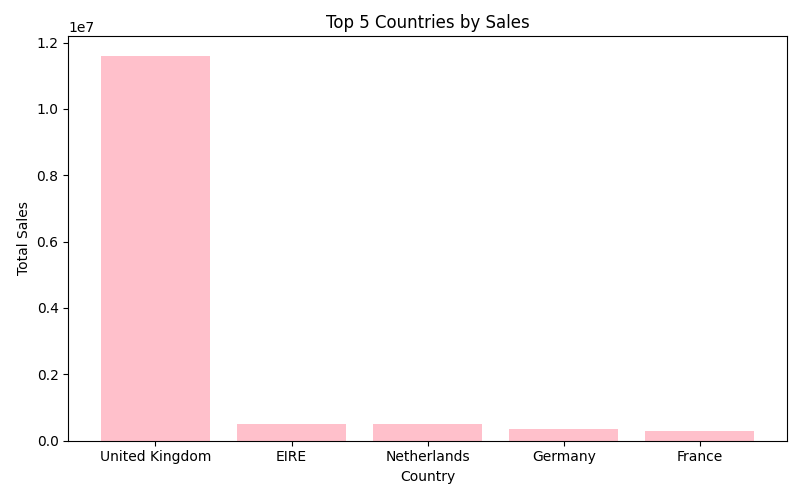 Top 5 Countries by Sales
1e7
1.2
1.0
0.8
0.6
0.4
0.2
0.0
Total Sales
United Kingdom EIRE Netherlands Germany France
Country